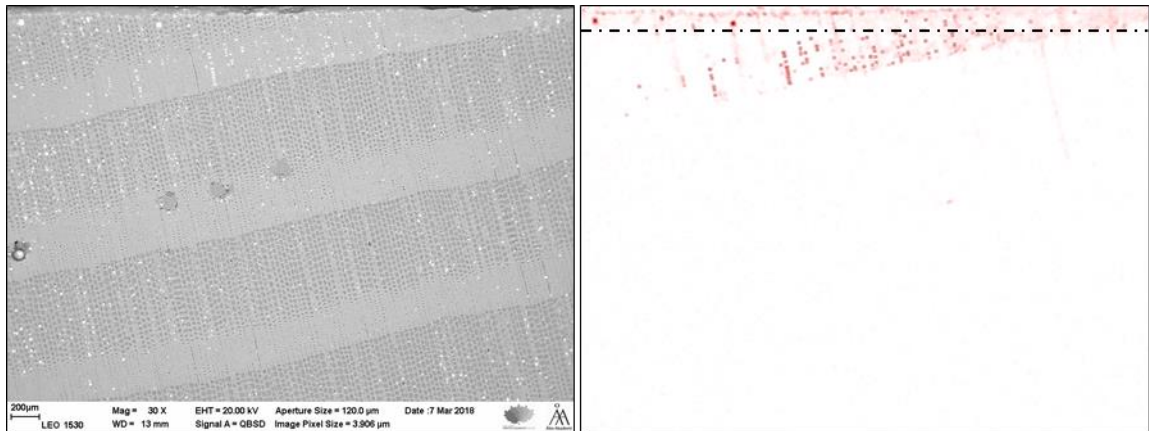 200µm
Mag = 30 X EHT = 20.00 kV Aperture Size = 120.0 µm Date :7 Mar 2018
LEO 1530 WD = 13 mm Signal A = QBSD Image Pixel Size = 3.906 µm